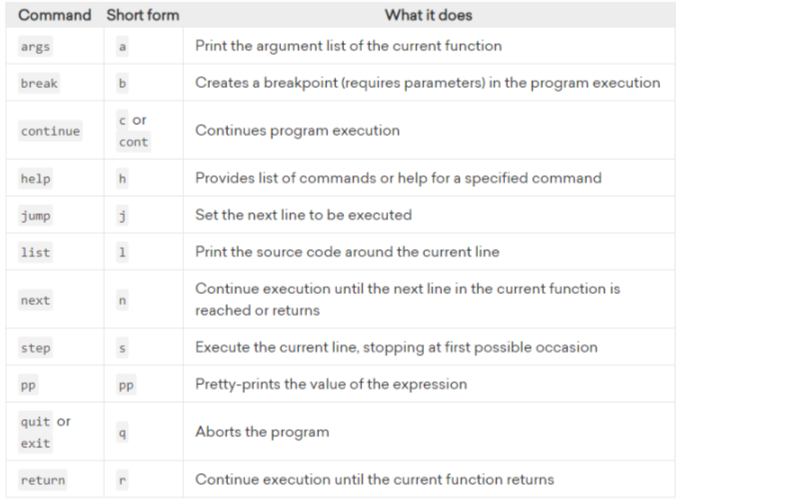 Command Short form What it does
args a Print the argument list of the current function
break b Creates a breakpoint (requires parameters) in the program execution
continue c or cont Continues program execution
help h Provides list of commands or help for a specified command
jump j Set the next line to be executed
list l Print the source code around the current line
next n Continue execution until the next line in the current function is
reached or returns
step s Execute the current line, stopping at first possible occasion
pp pp Pretty-prints the value of the expression
quit or exit q Aborts the program
return r Continue execution until the current function returns